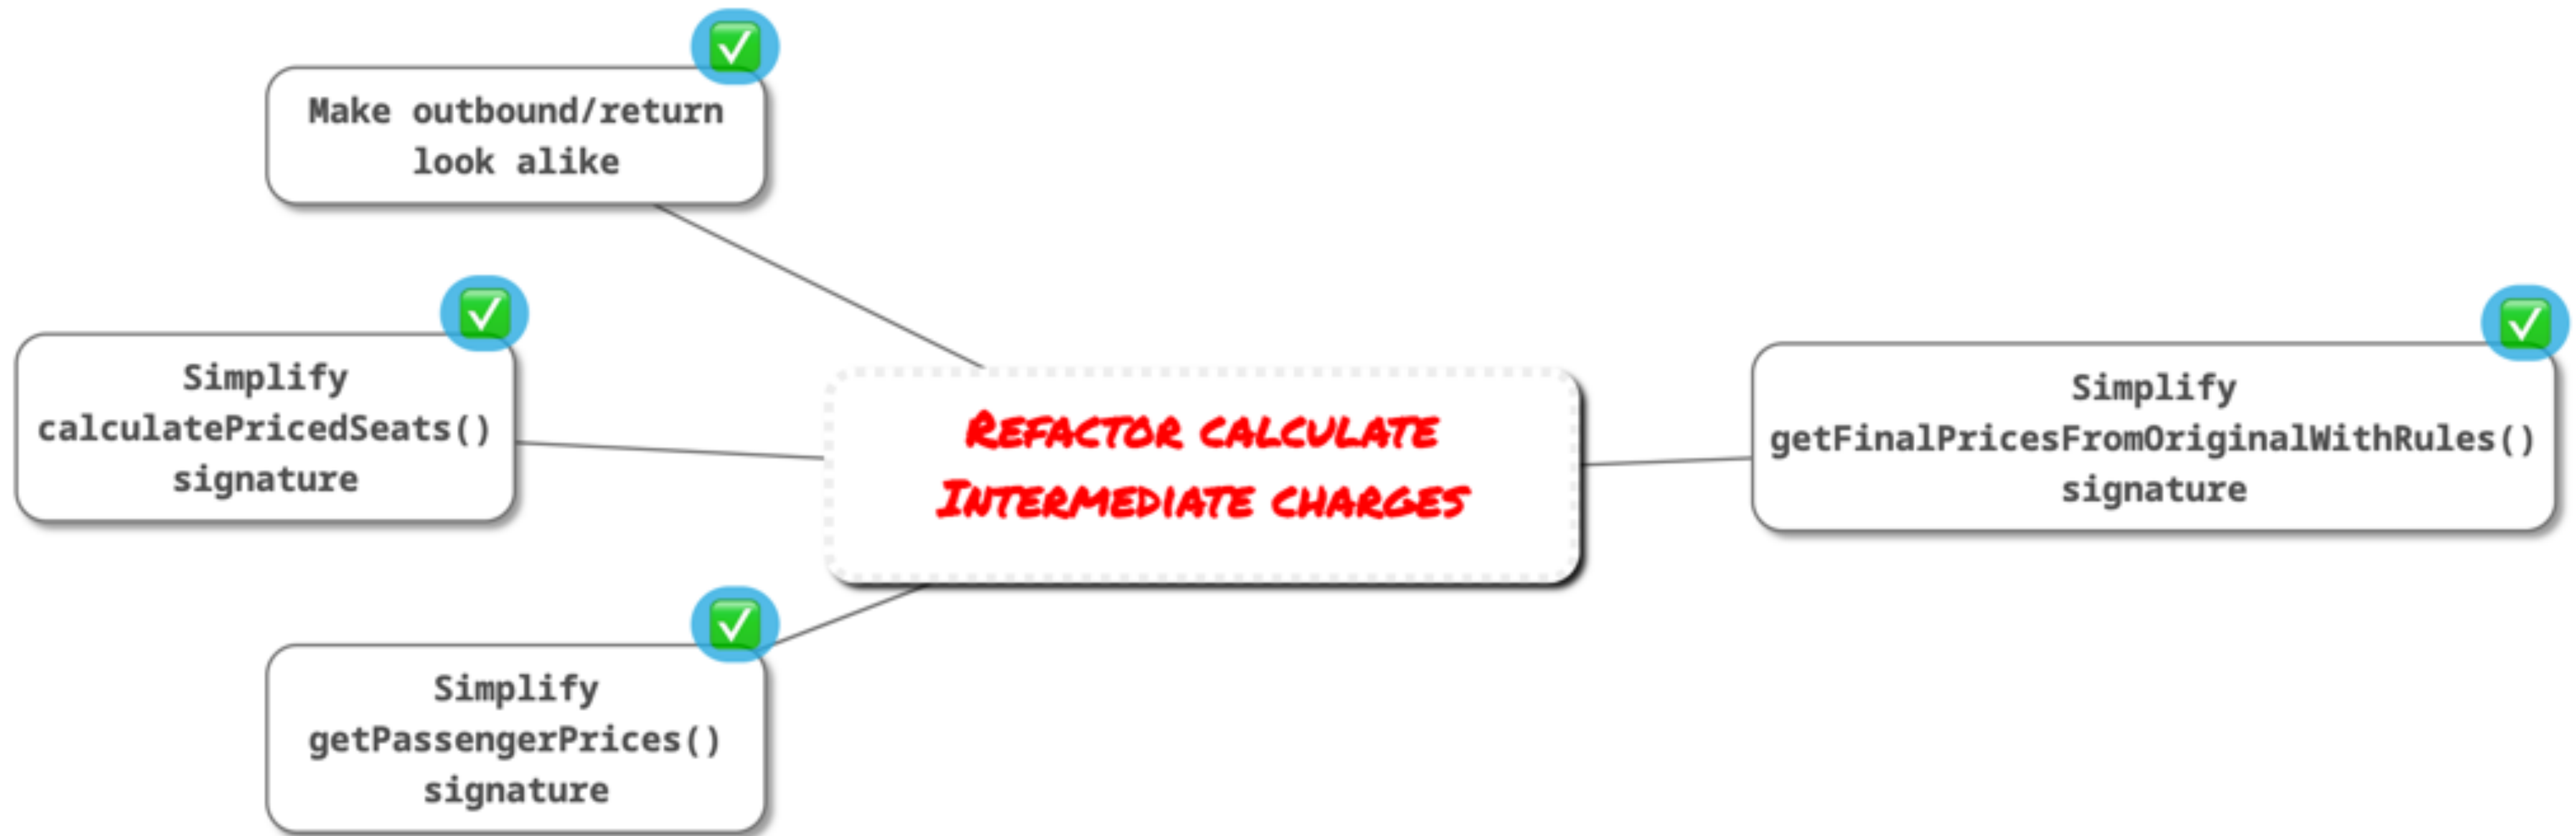 Make outbound/return
look alike
Simplify
calculatePricedSeats()
signature
Refactor calculate
Intermediate charges
Simplify
getFinalPricesFromOriginalWithRules()
signature
Simplify
getPassengerPrices()
signature